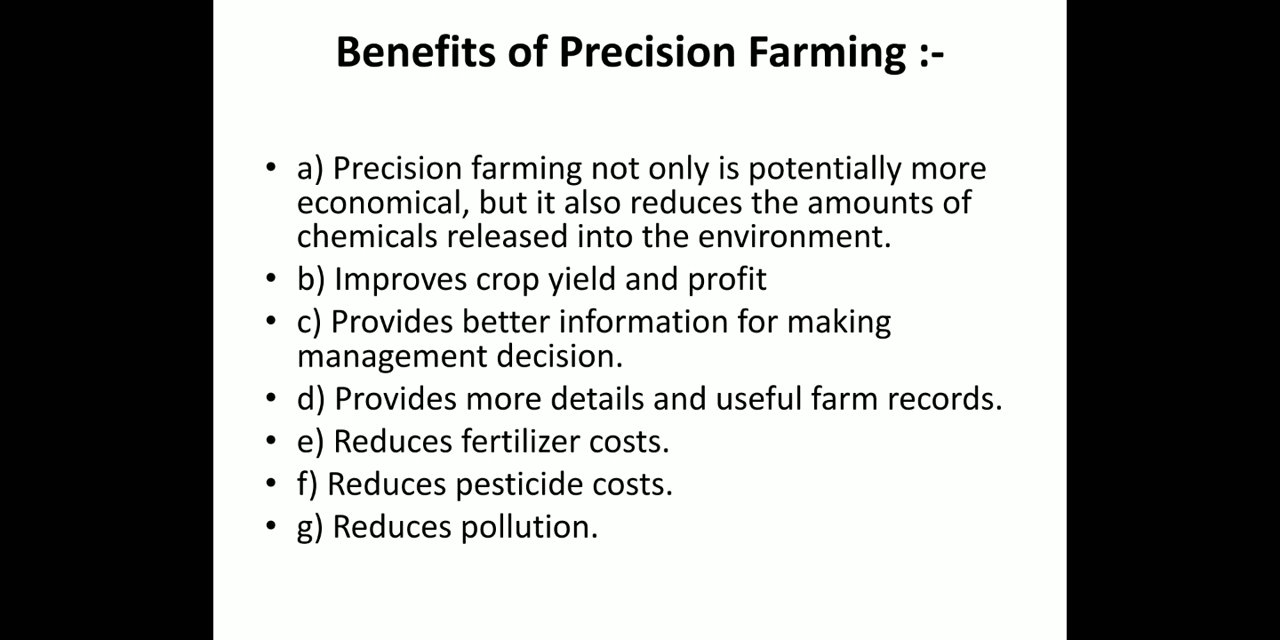 Benefits of Precision Farming :-
• a) Precision farming not only is potentially more
economical, but it also reduces the amounts of
chemicals released into the environment.
• b) Improves crop yield and profit
• c) Provides better information for making
management decision.
• d) Provides more details and useful farm records.
• e) Reduces fertilizer costs.
• f) Reduces pesticide costs.
• g) Reduces pollution.